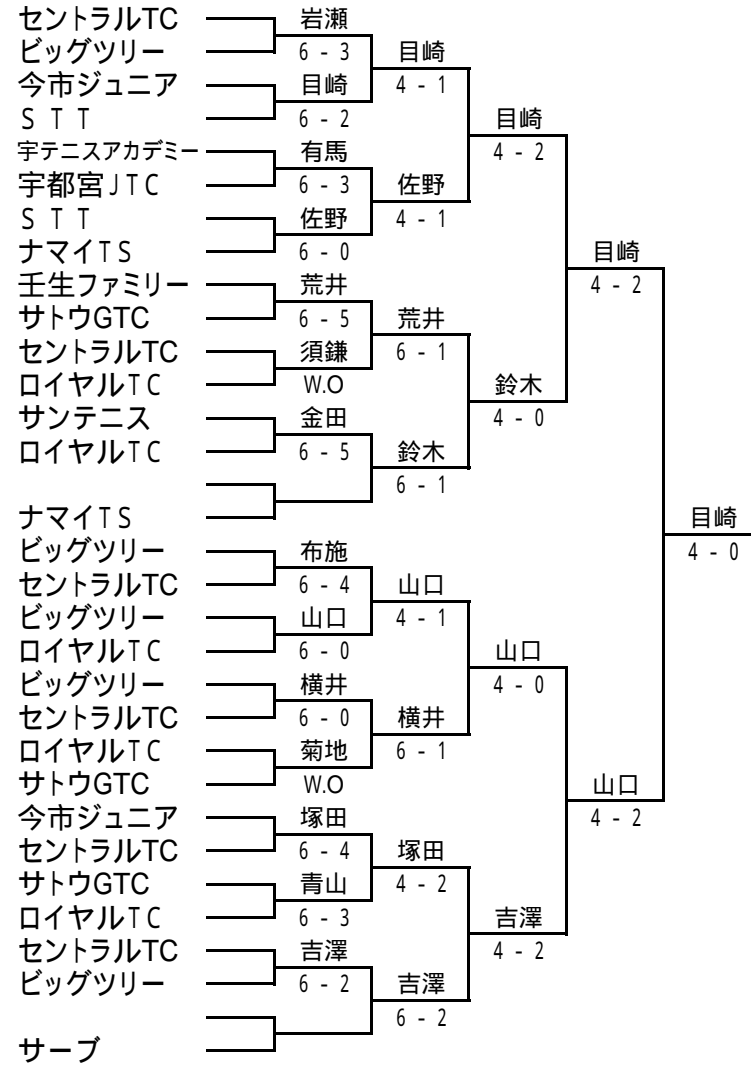 セントラルTC 岩瀬
ビッグツリー 6 - 3 目崎
今市ジュニア 目崎 4 - 1
ＳＴＴ 6 - 2 目崎
宇テニスアカデミー 有馬 4 - 2
宇都宮JTC 6 - 3 佐野
ＳＴＴ 佐野 4 - 1
ナマイTS 6 - 0 目崎
壬生ファミリー 荒井 4 - 2
サトウGTC 6 - 5 荒井
セントラルTC 須鎌 6 - 1
ロイヤルTC W.O 鈴木
サンテニス 金田 4 - 0
ロイヤルTC 6 - 5 鈴木
6 - 1
ナマイTS 目崎
ビッグツリー 布施 4 - 0
セントラルTC 6 - 4 山口
ビッグツリー 山口 4 - 1
ロイヤルTC 6 - 0 山口
ビッグツリー 横井 4 - 0
セントラルTC 6 - 0 横井
ロイヤルTC 菊地 6 - 1
サトウGTC W.O 山口
今市ジュニア 塚田 4 - 2
セントラルTC 6 - 4 塚田
サトウGTC 青山 4 - 2
ロイヤルTC 6 - 3 吉澤
セントラルTC 吉澤 4 - 2
ビッグツリー 6 - 2 吉澤
6 - 2
サーブ